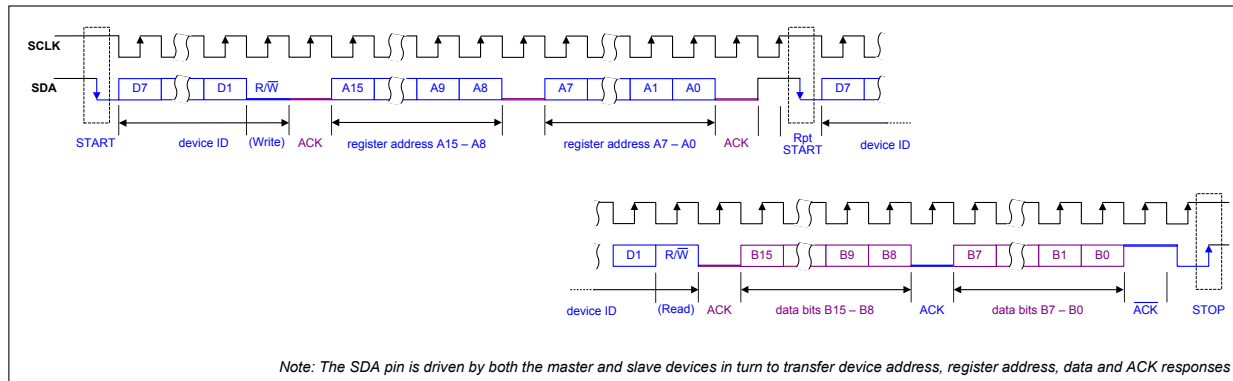 SCLK
SDA
D7 D1 R/W̅ A15 A9 A8 A7 A1 A0 D7
START device ID (Write) ACK register address A15 – A8 register address A7 – A0 ACK Rpt START device ID
D1 R/W̅ B15 B9 B8 B7 B1 B0
device ID (Read) ACK data bits B15 – B8 ACK data bits B7 – B0 A̅C̅K̅ STOP
Note: The SDA pin is driven by both the master and slave devices in turn to transfer device address, register address, data and ACK responses